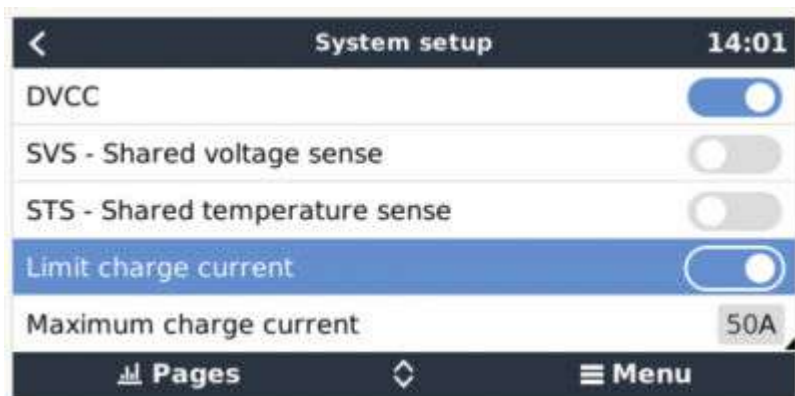 System setup 14:01
DVCC
SVS - Shared voltage sense
STS - Shared temperature sense
Limit charge current
Maximum charge current 50A
Pages Menu